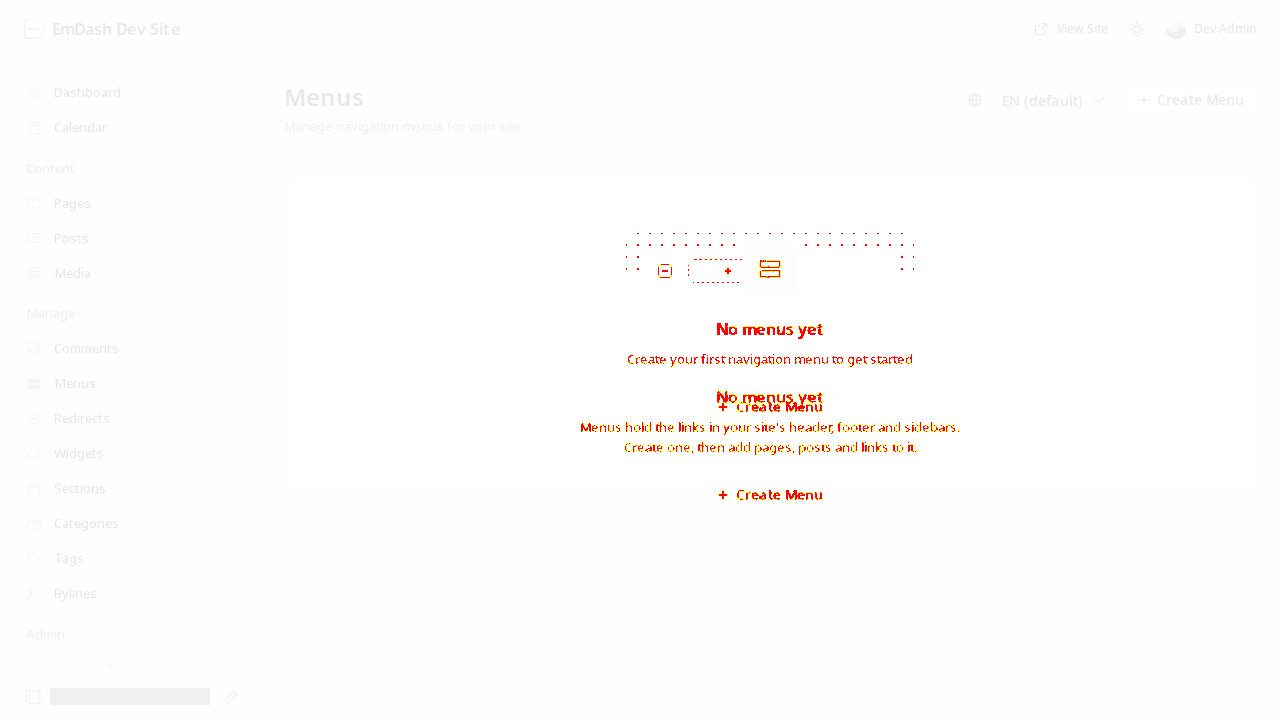 EmDash Dev Site
View Site
Dev Admin
Dashboard
Calendar
Content
Pages
Posts
Media
Manage
Comments
Menus
Redirects
Widgets
Sections
Categories
Tags
Bylines
Admin
Menus
Manage navigation menus for your site
EN (default)
Create Menu
No menus yet
Create your first navigation menu to get started
No menus yet
Create Menu
Menus hold the links in your site's header, footer and sidebars.
Create one, then add pages, posts and links to it.
Create Menu